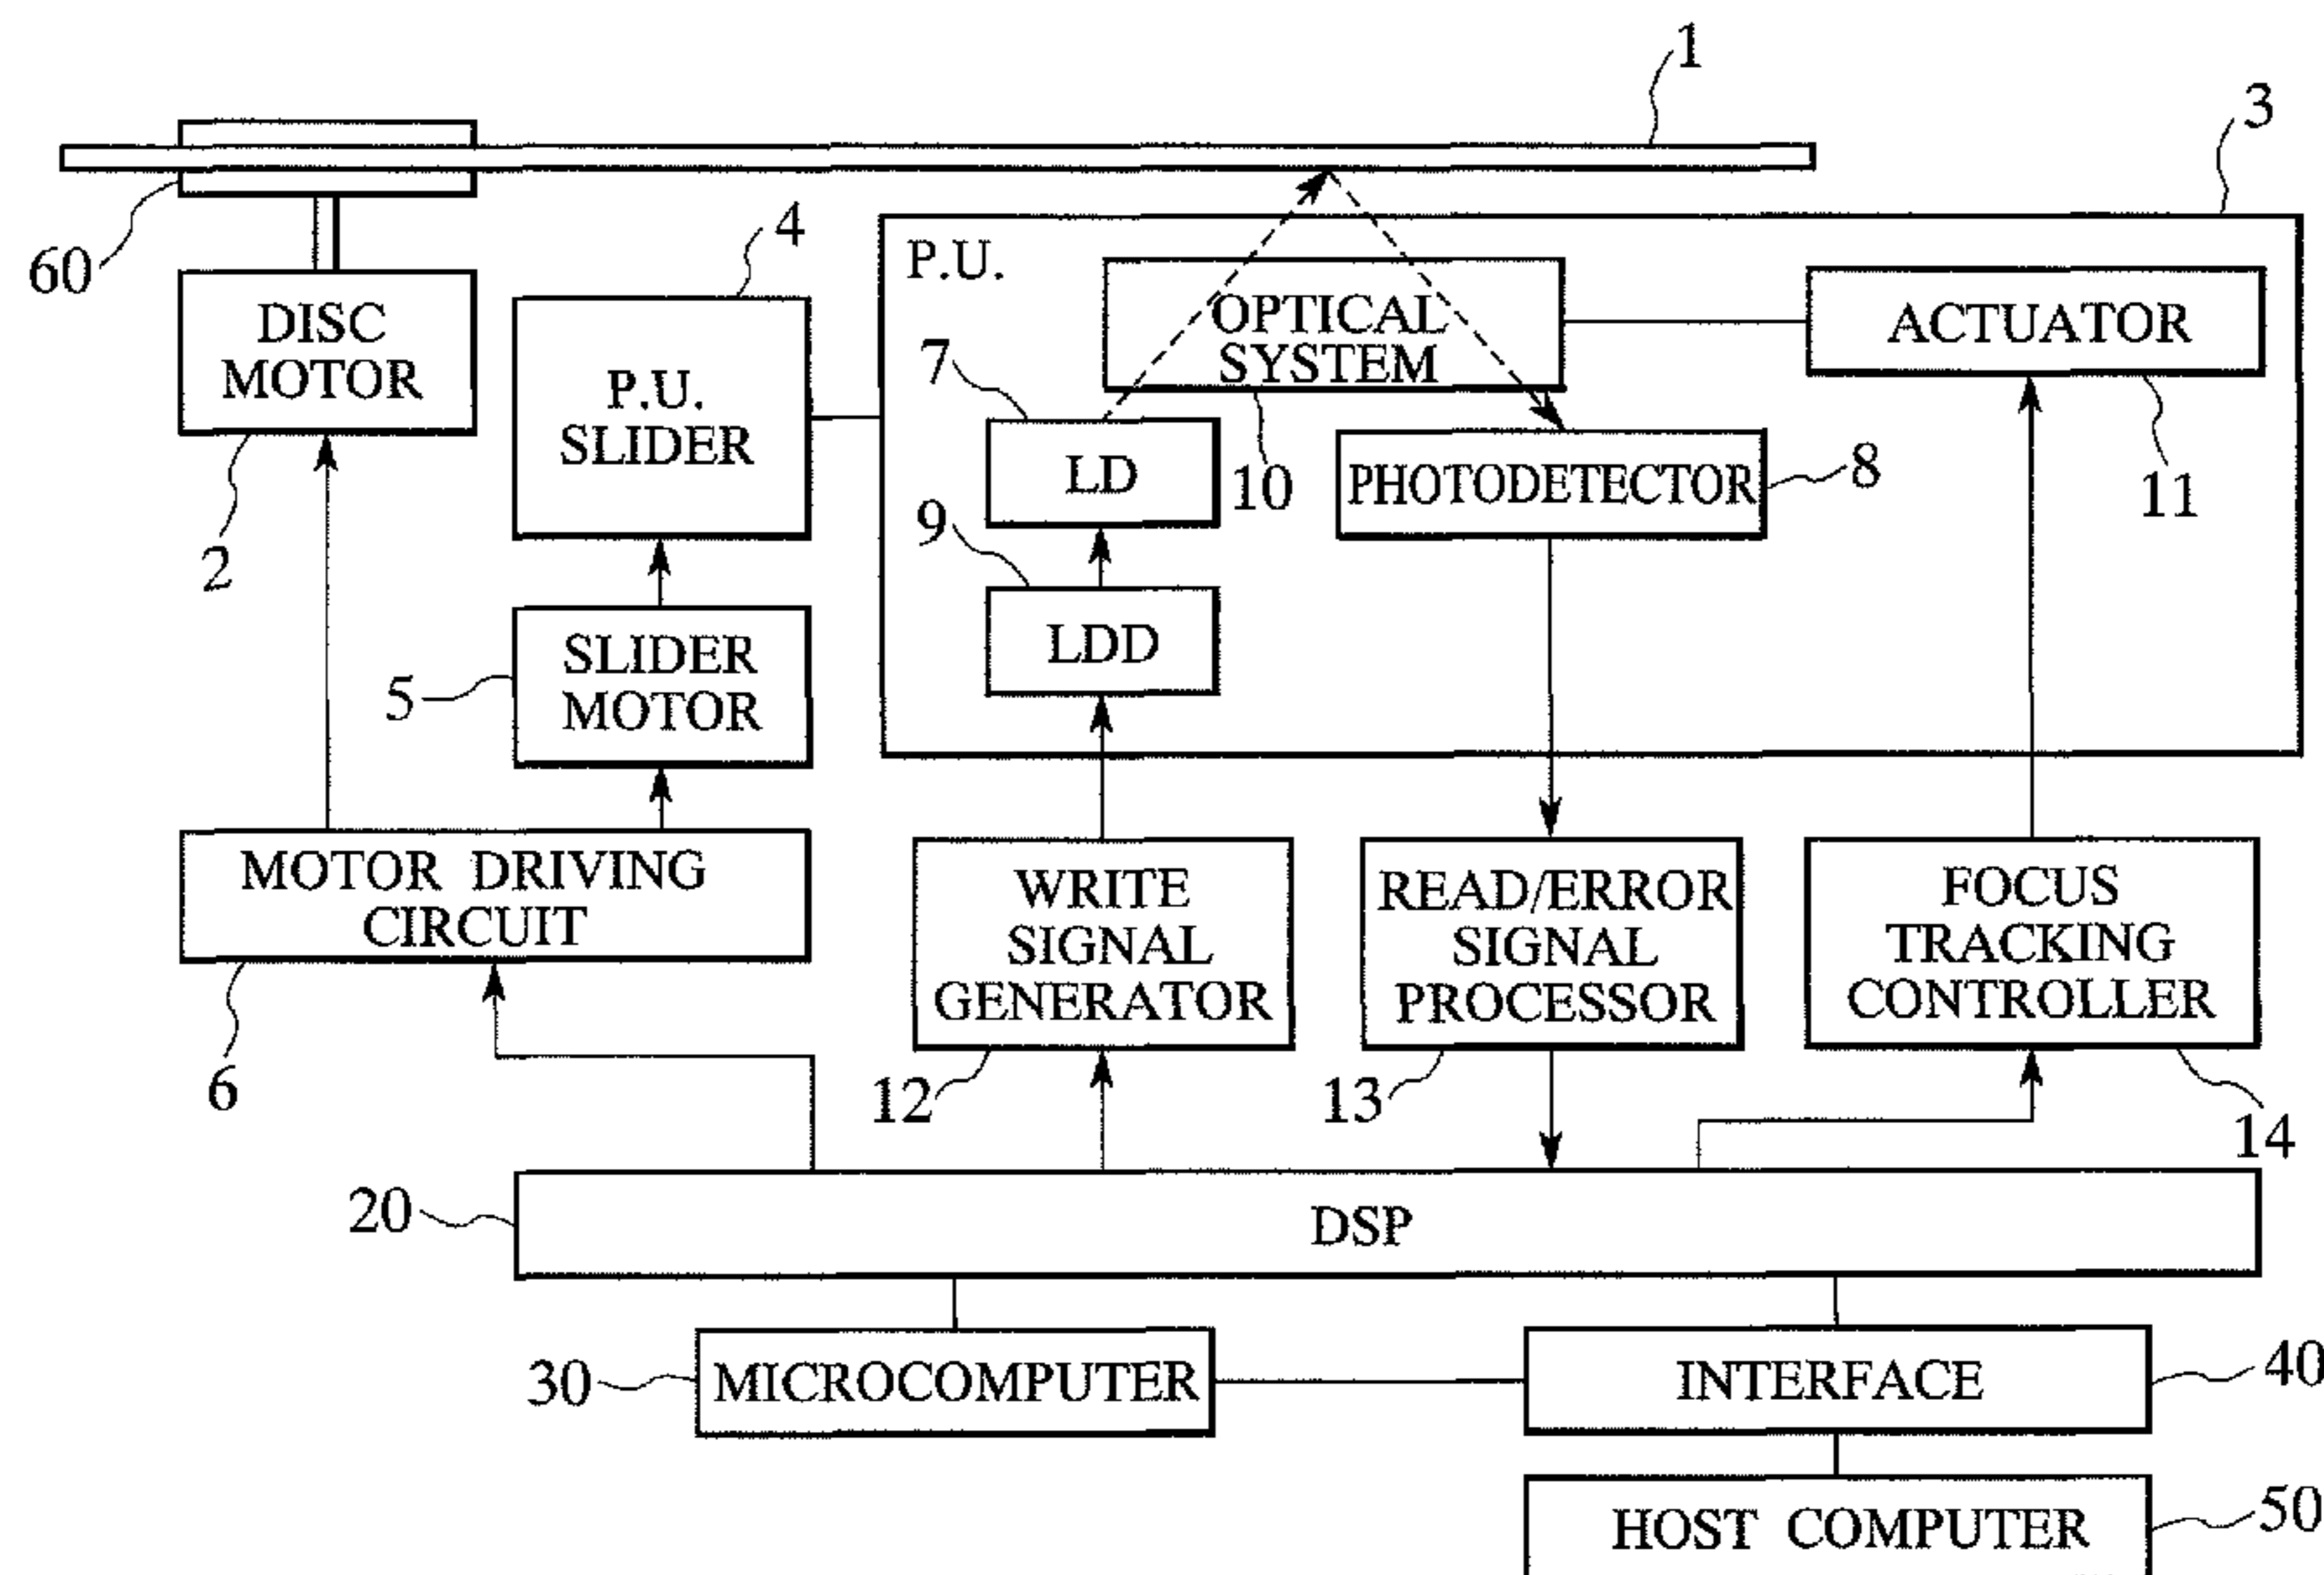 1
3
60
4
P.U.
DISC
MOTOR
OPTICAL
SYSTEM
ACTUATOR
7
P.U.
SLIDER
LD
10
PHOTODETECTOR
8
11
2
9
LDD
5
SLIDER
MOTOR
MOTOR DRIVING
CIRCUIT
WRITE
SIGNAL
GENERATOR
READ/ERROR
SIGNAL
PROCESSOR
FOCUS
TRACKING
CONTROLLER
6
12
13
14
20
DSP
30
MICROCOMPUTER
INTERFACE
40
HOST COMPUTER
50